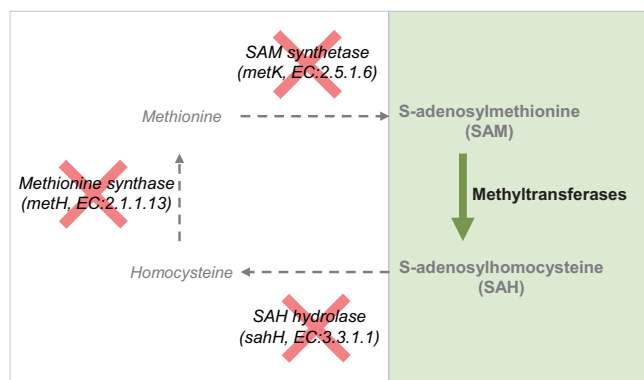 SAM synthetase
(metK, EC:2.5.1.6)
Methionine
S-adenosylmethionine
(SAM)
Methionine synthase
(metH, EC:2.1.1.13)
Methyltransferases
Homocysteine
S-adenosylhomocysteine
(SAH)
SAH hydrolase
(sahH, EC:3.3.1.1)